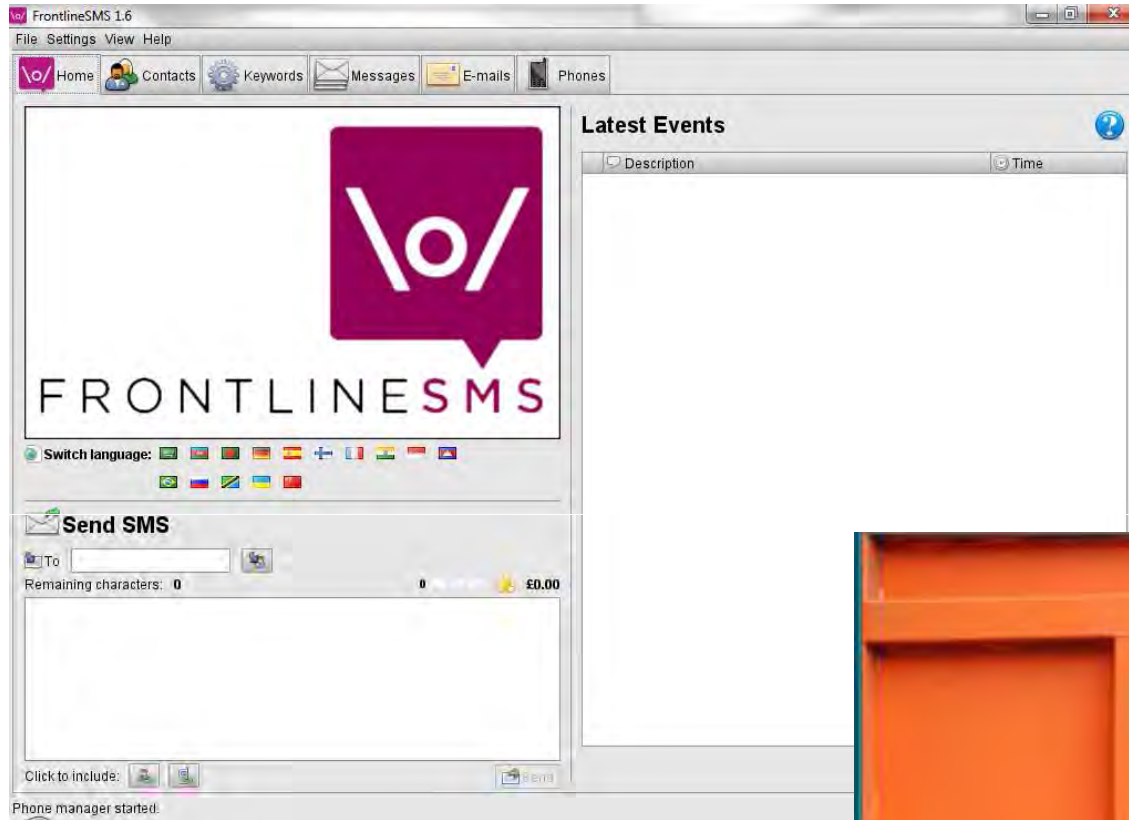 FrontlineSMS 1.6
File Settings View Help
\o/ Home Contacts Keywords Messages E-mails Phones
\o/
FRONTLINESMS
Switch language:
Send SMS
To
Remaining characters: 0 0 £0.00
Click to include: Send
Phone manager started.
Latest Events
Description Time